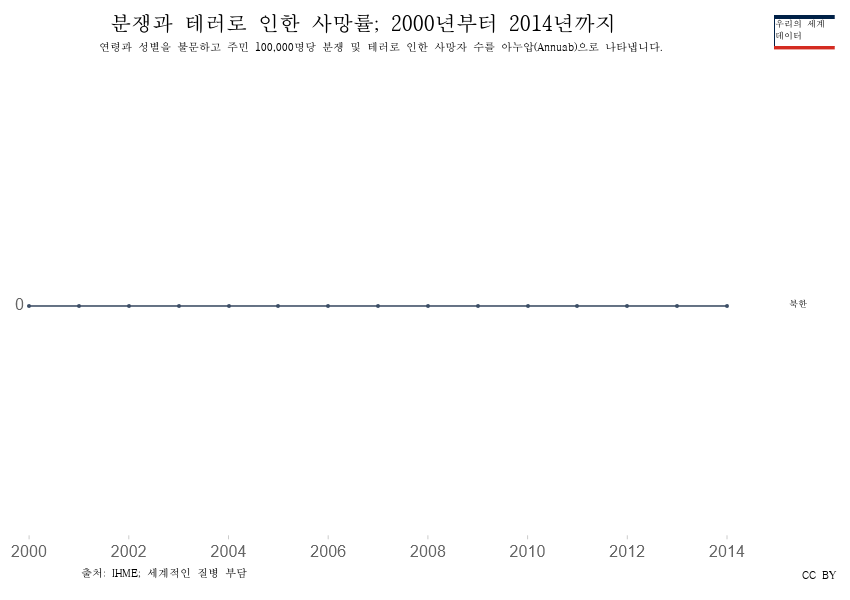 분쟁과 테러로 인한 사망률; 2000년부터 2014년까지
연령과 성별을 불문하고 주민 100,000명당 분쟁 및 테러로 인한 사망자 수를 아누압(Annuab)으로 나타냅니다.
우리의 세계
데이터
0
북한
2000 2002 2004 2006 2008 2010 2012 2014
출처: IHME; 세계적인 질병 부담
CC BY